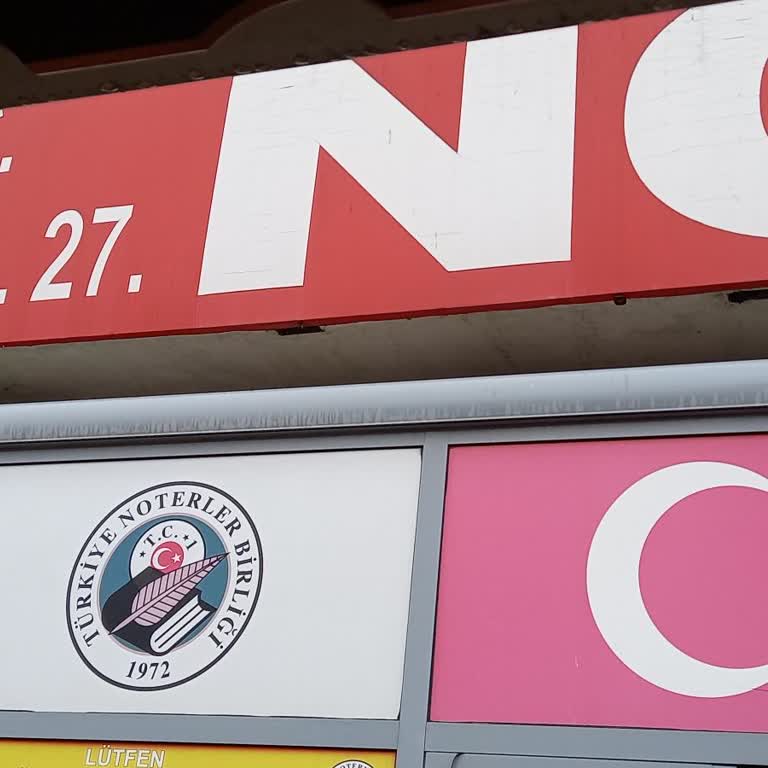 27.
NO
TÜRKİYE NOTERLER BİRLİĞİ
T.C.
1972
LÜTFEN